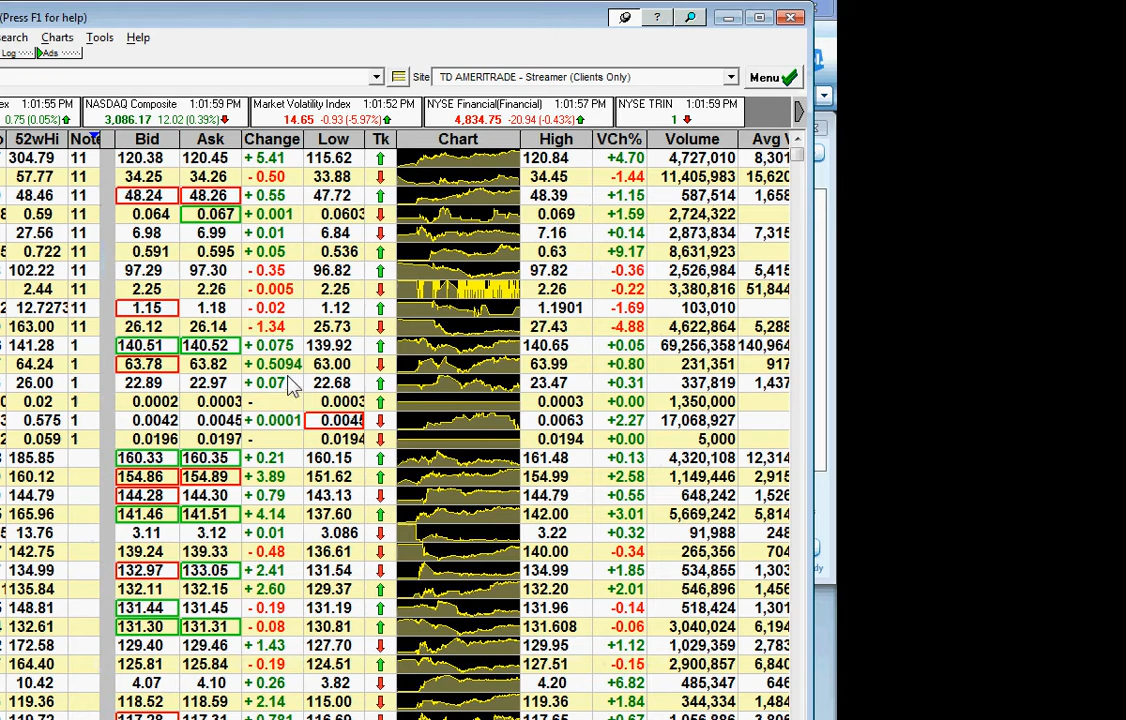 (Press F1 for help) ?
earch Charts Tools Help
Log Ads
Site TD AMERITRADE - Streamer (Clients Only) Menu
ex 1:01:55 PM NASDAQ Composite 1:01:59 PM Market Volatility Index 1:01:52 PM NYSE Financial(Financial) 1:01:57 PM NYSE TRIN 1:01:59 PM
0.75 (0.05%) 3,086.17 12.02 (0.39%) 14.65 -0.93 (-5.97%) 4,834.75 -20.94 (-0.43%) 1
52wHi Note Bid Ask Change Low Tk Chart High VCh% Volume Avg V
304.79 11 120.38 120.45 + 5.41 115.62 120.84 +4.70 4,727,010 8,301
57.77 11 34.25 34.26 - 0.50 33.88 34.45 -1.44 11,405,983 15,620
48.46 11 48.24 48.26 + 0.55 47.72 48.39 +1.15 587,514 1,658
0.59 11 0.064 0.067 + 0.001 0.0603 0.069 +1.59 2,724,322
27.56 11 6.98 6.99 + 0.01 6.84 7.16 +0.14 2,873,834 7,315
0.722 11 0.591 0.595 + 0.05 0.536 0.63 +9.17 8,631,923
102.22 11 97.29 97.30 - 0.35 96.82 97.82 -0.36 2,526,984 5,415
2.44 11 2.25 2.26 - 0.005 2.25 2.26 -0.22 3,380,816 51,844
12.7273 11 1.15 1.18 - 0.02 1.12 1.1901 -1.69 103,010
163.00 11 26.12 26.14 - 1.34 25.73 27.43 -4.88 4,622,864 5,288
141.28 1 140.51 140.52 + 0.075 139.92 140.65 +0.05 69,256,358 140,964
64.24 1 63.78 63.82 + 0.5094 63.00 63.99 +0.80 231,351 917
26.00 1 22.89 22.97 + 0.07 22.68 23.47 +0.31 337,819 1,437
0.02 1 0.0002 0.0003 - 0.0003 0.0003 +0.00 1,350,000
0.575 1 0.0042 0.0045 + 0.0001 0.0045 0.0063 +2.27 17,068,927
0.059 1 0.0196 0.0197 - 0.0194 0.0194 +0.00 5,000
185.85 160.33 160.35 + 0.21 160.15 161.48 +0.13 4,320,108 12,314
160.12 154.86 154.89 + 3.89 151.62 154.99 +2.58 1,149,446 2,915
144.79 144.28 144.30 + 0.79 143.13 144.79 +0.55 648,242 1,526
165.96 141.46 141.51 + 4.14 137.60 142.00 +3.01 5,669,242 5,814
13.76 3.11 3.12 + 0.01 3.086 3.22 +0.32 91,988 248
142.75 139.24 139.33 - 0.48 136.61 140.00 -0.34 265,356 704
134.99 132.97 133.05 + 2.41 131.54 134.99 +1.85 534,855 1,303
135.84 132.11 132.15 + 2.60 129.37 132.20 +2.01 546,896 1,456
148.81 131.44 131.45 - 0.19 131.19 131.96 -0.14 518,424 1,301
132.61 131.30 131.31 - 0.08 130.81 131.608 -0.06 3,040,024 6,194
172.58 129.40 129.46 + 1.43 127.70 129.95 +1.12 1,029,359 2,783
164.40 125.81 125.84 - 0.19 124.51 127.51 -0.15 2,900,857 6,840
10.42 4.07 4.10 + 0.26 3.82 4.20 +6.82 485,347 641
119.36 118.52 118.59 + 2.14 115.00 119.36 +1.84 344,334 1,484
117.28 117.31 + 0.781 +0.67